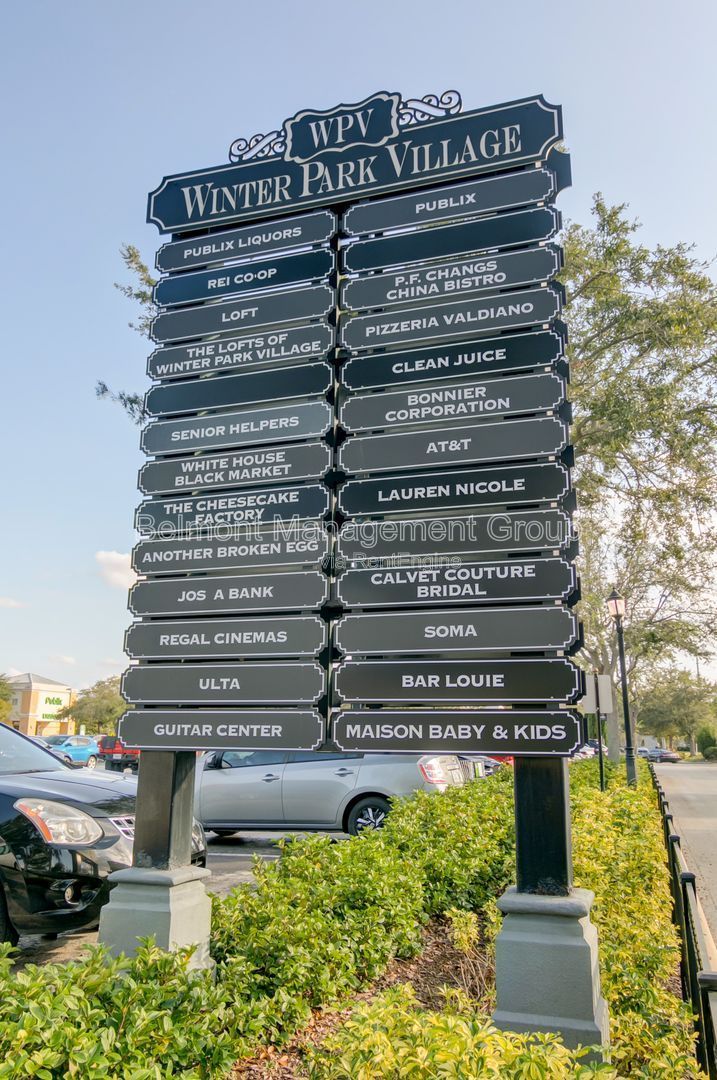 WPV
WINTER PARK VILLAGE
PUBLIX LIQUORS
REI CO·OP
LOFT
THE LOFTS OF
WINTER PARK VILLAGE
SENIOR HELPERS
WHITE HOUSE
BLACK MARKET
THE CHEESECAKE
FACTORY
ANOTHER BROKEN EGG
JOS A BANK
REGAL CINEMAS
ULTA
GUITAR CENTER
PUBLIX
P.F. CHANGS
CHINA BISTRO
PIZZERIA VALDIANO
CLEAN JUICE
BONNIER
CORPORATION
AT&T
LAUREN NICOLE
CALVET COUTURE
BRIDAL
SOMA
BAR LOUIE
MAISON BABY & KIDS
Belmont Management Group
via RentEngine
Publix